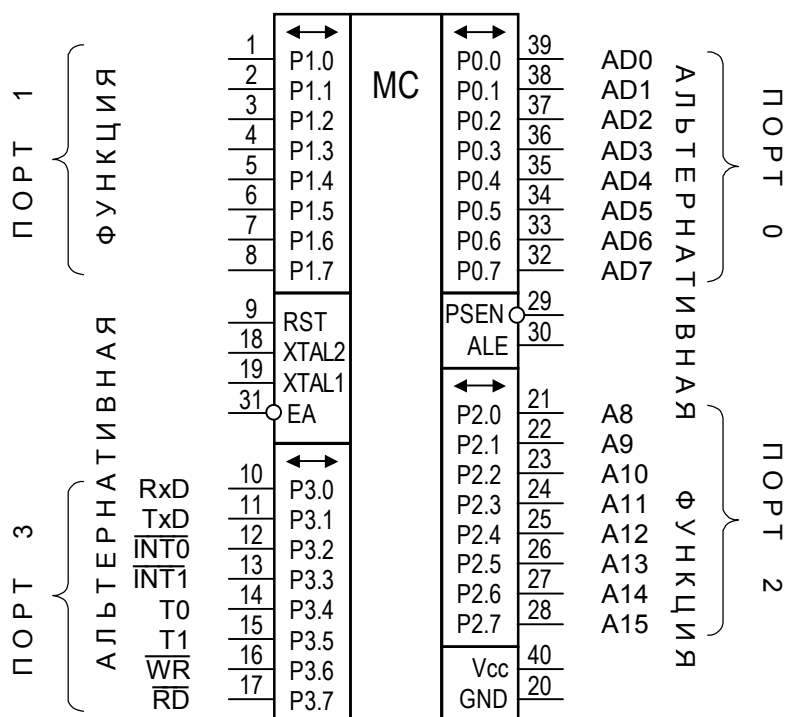 MC
ПОРТ 1
ФУНКЦИЯ
1 P1.0
2 P1.1
3 P1.2
4 P1.3
5 P1.4
6 P1.5
7 P1.6
8 P1.7
9 RST
18 XTAL2
19 XTAL1
31 EA
ПОРТ 3
АЛЬТЕРНАТИВНАЯ
RxD 10 P3.0
TxD 11 P3.1
INT0 12 P3.2
INT1 13 P3.3
T0 14 P3.4
T1 15 P3.5
WR 16 P3.6
RD 17 P3.7
P0.0 39 AD0
P0.1 38 AD1
P0.2 37 AD2
P0.3 36 AD3
P0.4 35 AD4
P0.5 34 AD5
P0.6 33 AD6
P0.7 32 AD7
АЛЬТЕРНАТИВНАЯ
ПОРТ 0
PSEN 29
ALE 30
P2.0 21 A8
P2.1 22 A9
P2.2 23 A10
P2.3 24 A11
P2.4 25 A12
P2.5 26 A13
P2.6 27 A14
P2.7 28 A15
ФУНКЦИЯ
ПОРТ 2
Vcc 40
GND 20